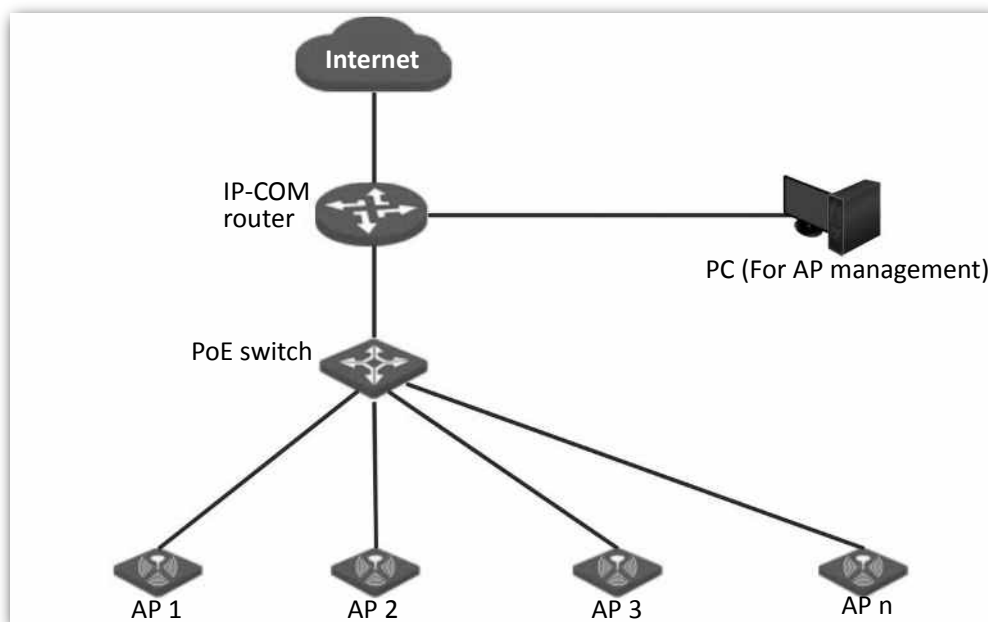 Internet
IP-COM
router
PC (For AP management)
PoE switch
AP 1
AP 2
AP 3
AP n